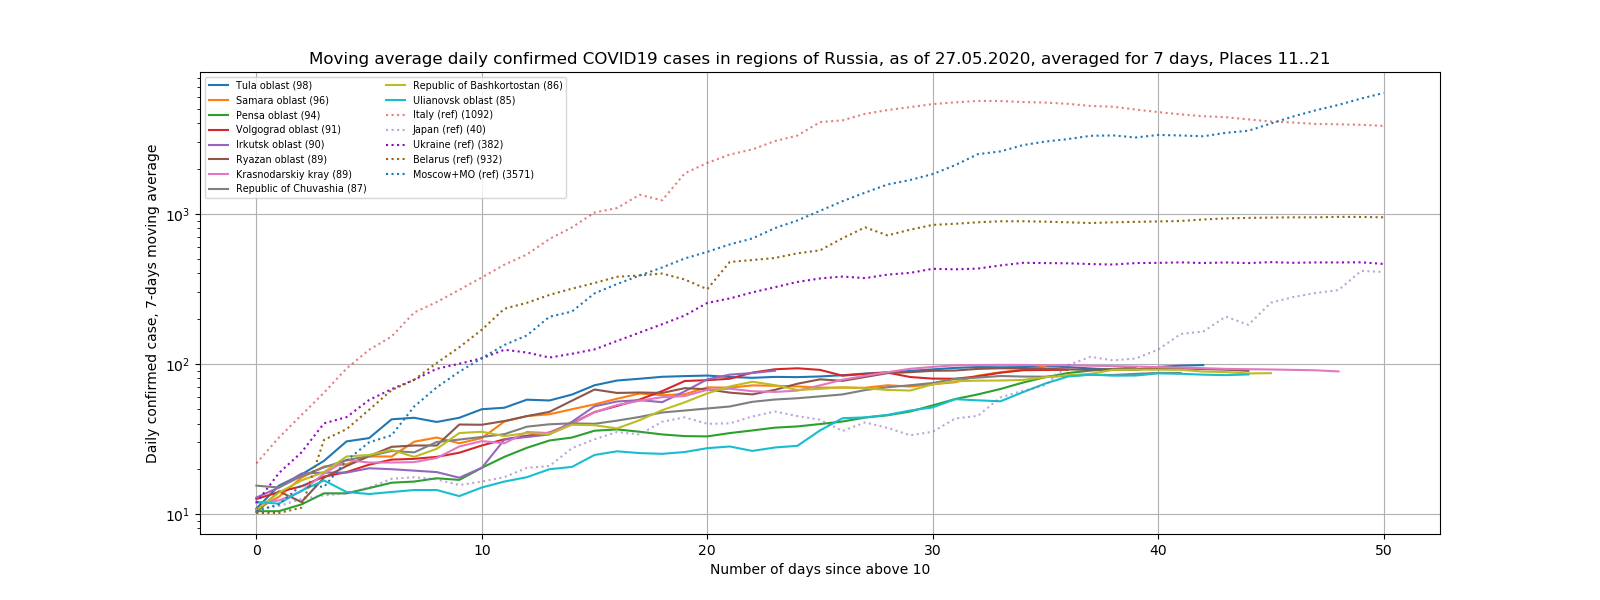 Moving average daily confirmed COVID19 cases in regions of Russia, as of 27.05.2020, averaged for 7 days, Places 11..21
Tula oblast (98)
Samara oblast (96)
Pensa oblast (94)
Volgograd oblast (91)
Irkutsk oblast (90)
Ryazan oblast (89)
Krasnodarskiy kray (89)
Republic of Chuvashia (87)
Republic of Bashkortostan (86)
Ulianovsk oblast (85)
Italy (ref) (1092)
Japan (ref) (40)
Ukraine (ref) (382)
Belarus (ref) (932)
Moscow+MO (ref) (3571)
Daily confirmed case, 7-days moving average
10³
10²
10¹
0 10 20 30 40 50
Number of days since above 10